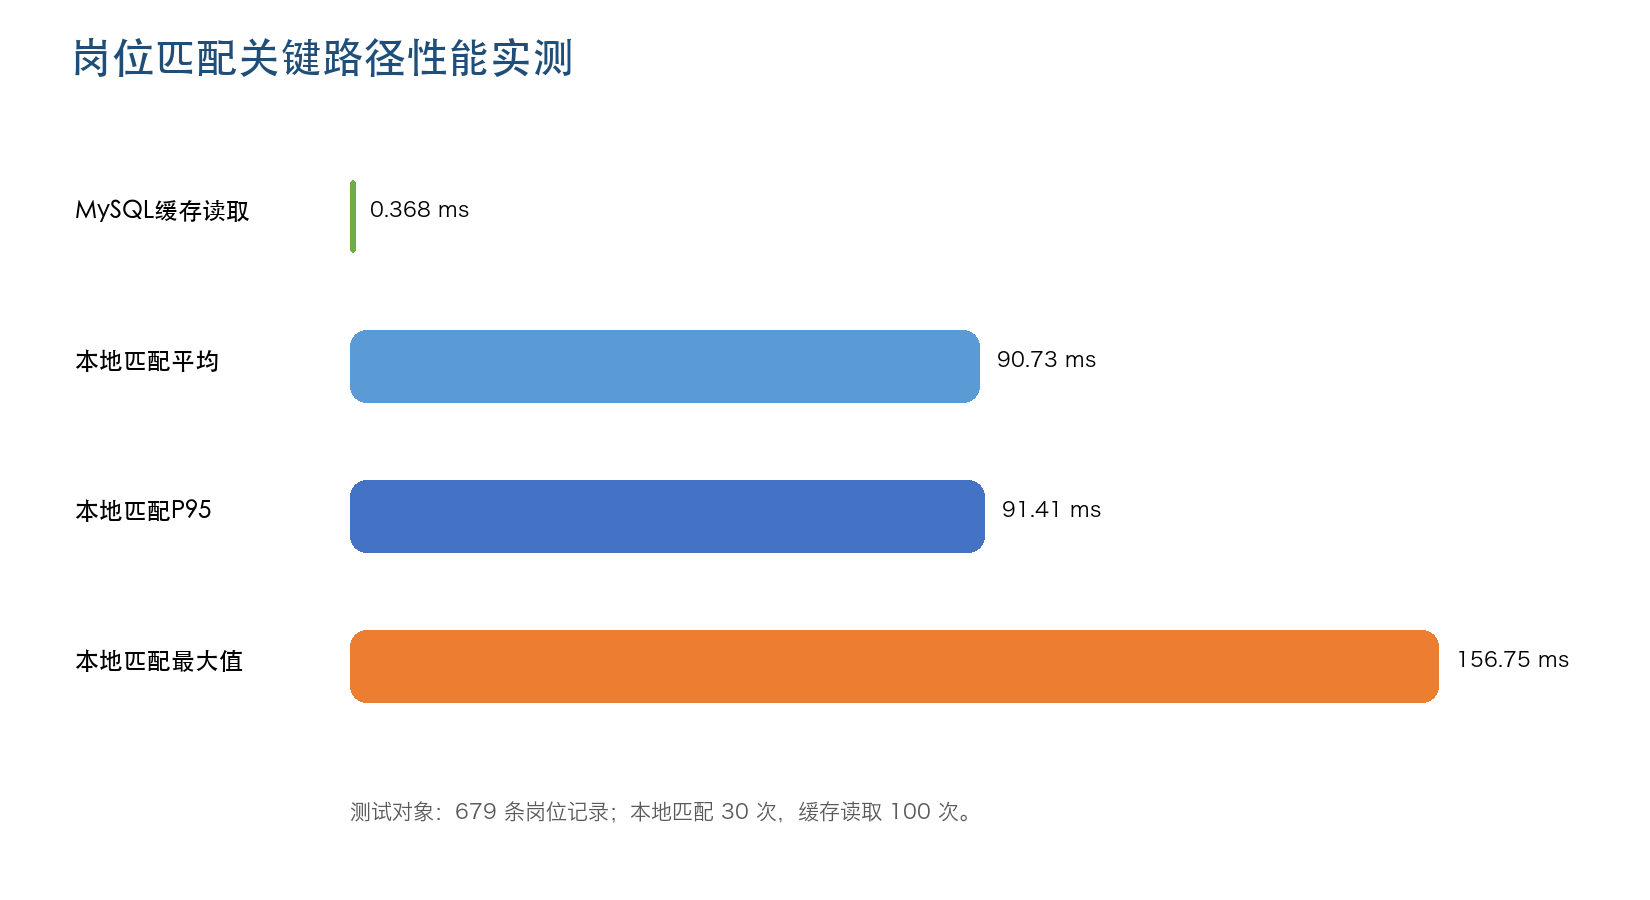 岗位匹配关键路径性能实测
MySQL缓存读取 0.368 ms
本地匹配平均 90.73 ms
本地匹配P95 91.41 ms
本地匹配最大值 156.75 ms
测试对象：679 条岗位记录；本地匹配 30 次，缓存读取 100 次。